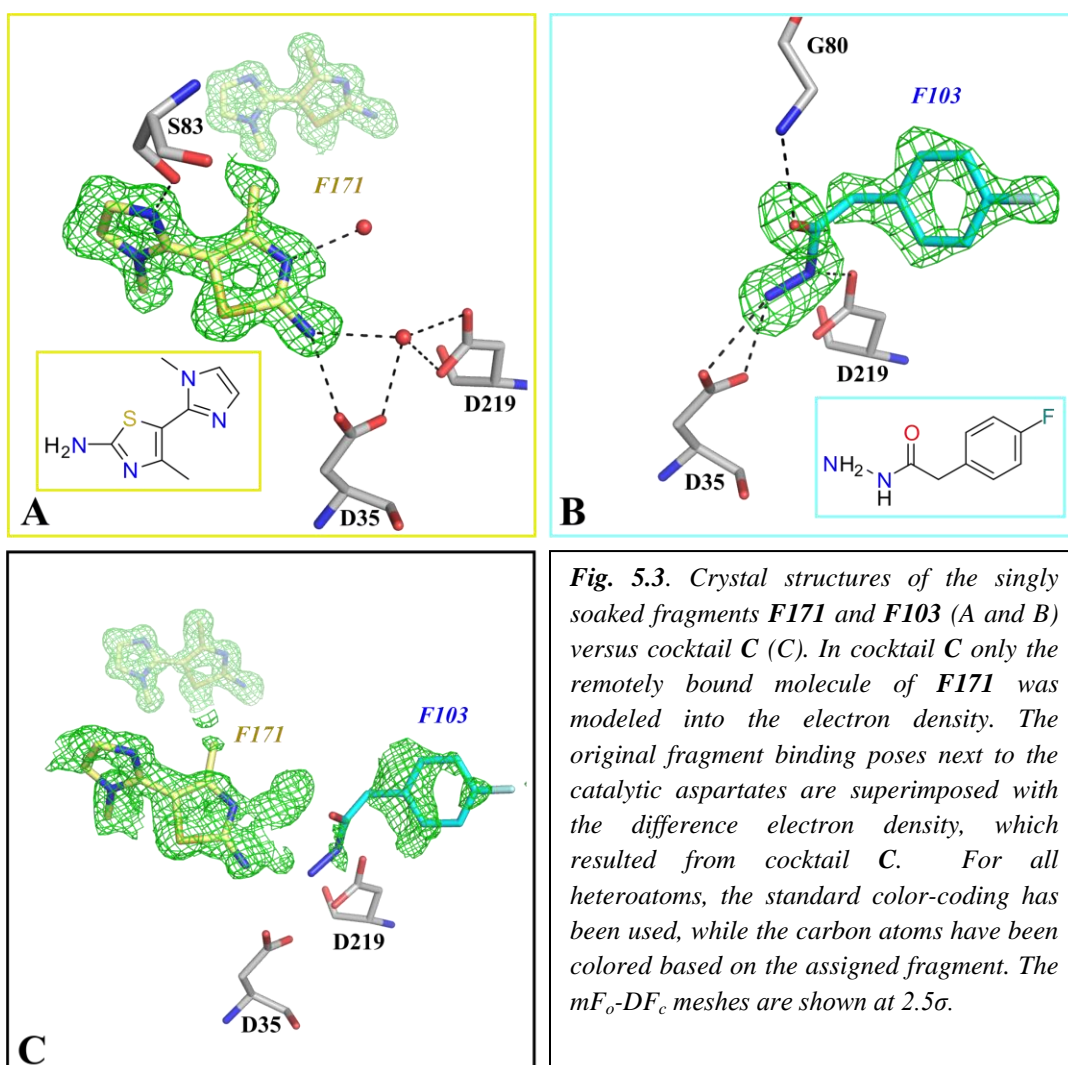 S83
F171
D219
D35
S
N
N
N
H₂N
A
G80
F103
D219
D35
O
F
NH₂
N
H
B
F171
F103
D219
D35
C
Fig. 5.3. Crystal structures of the singly
soaked fragments F171 and F103 (A and B)
versus cocktail C (C). In cocktail C only the
remotely bound molecule of F171 was
modeled into the electron density. The
original fragment binding poses next to the
catalytic aspartates are superimposed with
the difference electron density, which
resulted from cocktail C. For all
heteroatoms, the standard color-coding has
been used, while the carbon atoms have been
colored based on the assigned fragment. The
mFₒ-DF꜀ meshes are shown at 2.5σ.